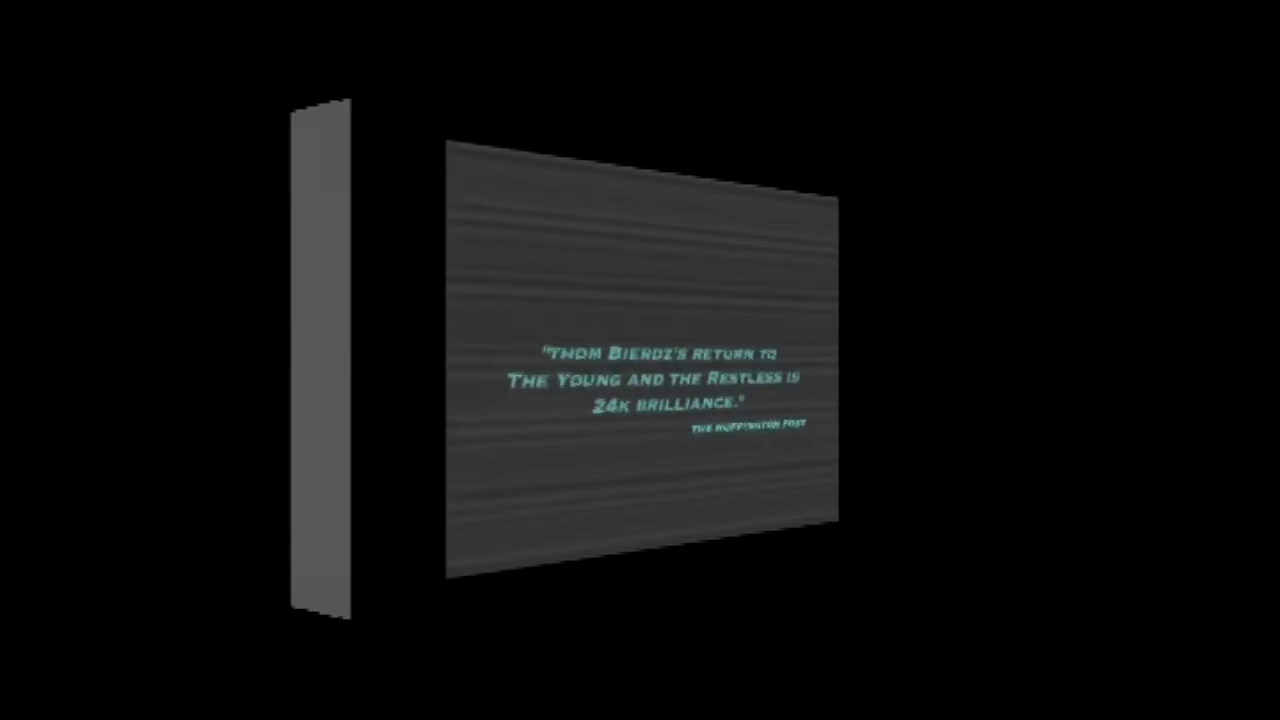 "Thom Bierdz's return to
The Young and the Restless is
24k brilliance."
The Huffington Post